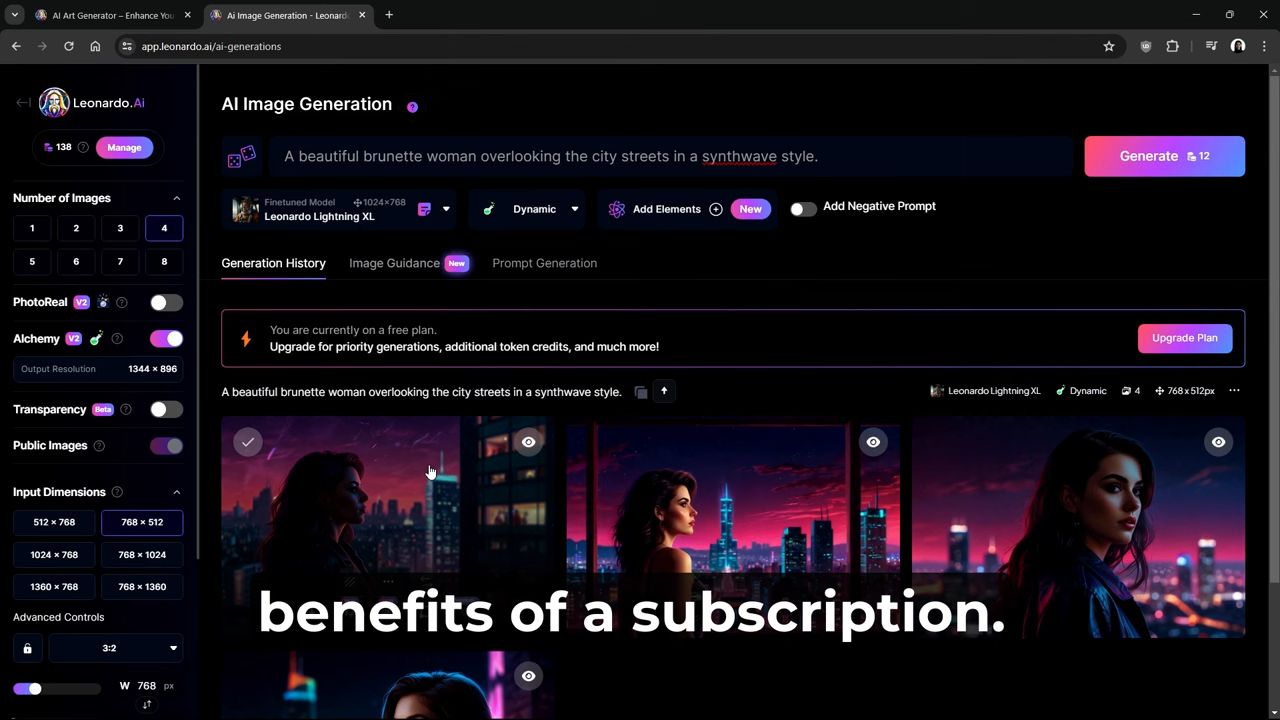 AI Art Generator – Enhance You
Ai Image Generation - Leonardo
app.leonardo.ai/ai-generations
Leonardo.Ai
138
Manage
Number of Images
1 2 3 4
5 6 7 8
PhotoReal V2
Alchemy V2
Output Resolution 1344 × 896
Transparency Beta
Public Images
Input Dimensions
512 × 768 768 × 512
1024 × 768 768 × 1024
1360 × 768 768 × 1360
Advanced Controls
3:2
W 768 px
AI Image Generation
A beautiful brunette woman overlooking the city streets in a synthwave style.
Generate 12
Finetuned Model 1024×768
Leonardo Lightning XL
Dynamic
Add Elements New
Add Negative Prompt
Generation History Image Guidance New Prompt Generation
You are currently on a free plan.
Upgrade for priority generations, additional token credits, and much more!
Upgrade Plan
A beautiful brunette woman overlooking the city streets in a synthwave style.
Leonardo Lightning XL Dynamic 4 768 x 512px
benefits of a subscription.